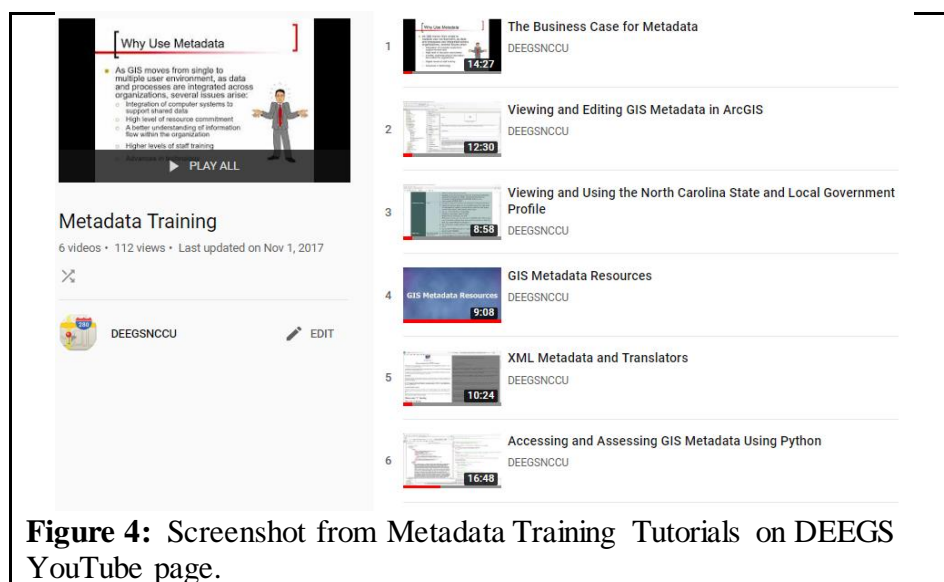 Why Use Metadata
As GIS moves from single to
multiple user environment, as data
and processes are integrated across
organizations, several issues arise:
Integration of computer systems to
support shared data
High level of resource commitment
A better understanding of information
flow within the organization
Higher levels of staff training
PLAY ALL
Metadata Training
6 videos • 112 views • Last updated on Nov 1, 2017
DEEGSNCCU
EDIT
1
14:27
The Business Case for Metadata
DEEGSNCCU
2
12:30
Viewing and Editing GIS Metadata in ArcGIS
DEEGSNCCU
3
8:58
Viewing and Using the North Carolina State and Local Government
Profile
DEEGSNCCU
4
GIS Metadata Resources
9:08
GIS Metadata Resources
DEEGSNCCU
5
10:24
XML Metadata and Translators
DEEGSNCCU
6
16:48
Accessing and Assessing GIS Metadata Using Python
DEEGSNCCU
Figure 4: Screenshot from Metadata Training Tutorials on DEEGS
YouTube page.